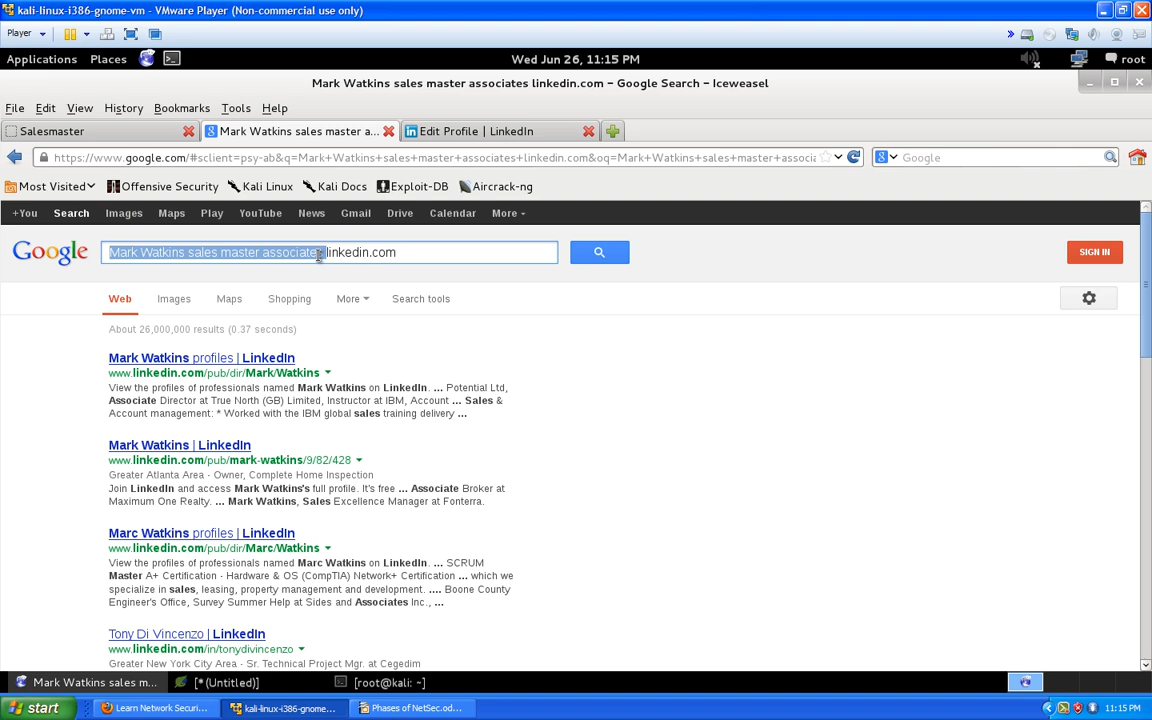 kali-linux-i386-gnome-vm - VMware Player (Non-commercial use only)
Player
Applications Places Wed Jun 26, 11:15 PM root
Mark Watkins sales master associates linkedin.com – Google Search – Iceweasel
File Edit View History Bookmarks Tools Help
Salesmaster Mark Watkins sales master a... Edit Profile | LinkedIn
https://www.google.com/#sclient=psy-ab&q=Mark+Watkins+sales+master+associates+linkedin.com&oq=Mark+Watkins+sales+master+associa Google
Most Visited Offensive Security Kali Linux Kali Docs Exploit-DB Aircrack-ng
+You Search Images Maps Play YouTube News Gmail Drive Calendar More
Google Mark Watkins sales master associates linkedin.com SIGN IN
Web Images Maps Shopping More Search tools
About 26,000,000 results (0.37 seconds)
Mark Watkins profiles | LinkedIn
www.linkedin.com/pub/dir/Mark/Watkins
View the profiles of professionals named Mark Watkins on LinkedIn. ... Potential Ltd,
Associate Director at True North (GB) Limited, Instructor at IBM, Account ... Sales &
Account management: * Worked with the IBM global sales training delivery ...
Mark Watkins | LinkedIn
www.linkedin.com/pub/mark-watkins/9/82/428
Greater Atlanta Area - Owner, Complete Home Inspection
Join LinkedIn and access Mark Watkins's full profile. It's free ... Associate Broker at
Maximum One Realty. ... Mark Watkins, Sales Excellence Manager at Fonterra.
Marc Watkins profiles | LinkedIn
www.linkedin.com/pub/dir/Marc/Watkins
View the profiles of professionals named Marc Watkins on LinkedIn. ... SCRUM
Master A+ Certification - Hardware & OS (CompTIA) Network+ Certification ... which we
specialize in sales, leasing, property management and development. .... Boone County
Engineer's Office, Survey Summer Help at Sides and Associates Inc., ...
Tony Di Vincenzo | LinkedIn
www.linkedin.com/in/tonydivincenzo
Greater New York City Area - Sr. Technical Project Mgr. at Cegedim
Mark Watkins sales m... [*(Untitled)] [root@kali: ~]
start Learn Network Securi... kali-linux-i386-gnome... Phases of NetSec.od... 11:15 PM